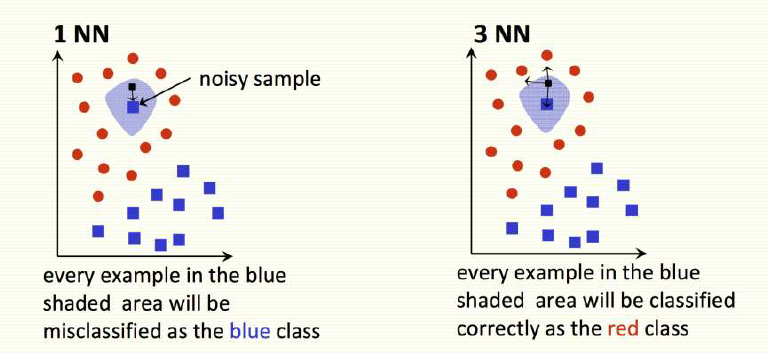 1 NN
noisy sample
every example in the blue
shaded area will be
misclassified as the blue class
3 NN
every example in the blue
shaded area will be classified
correctly as the red class